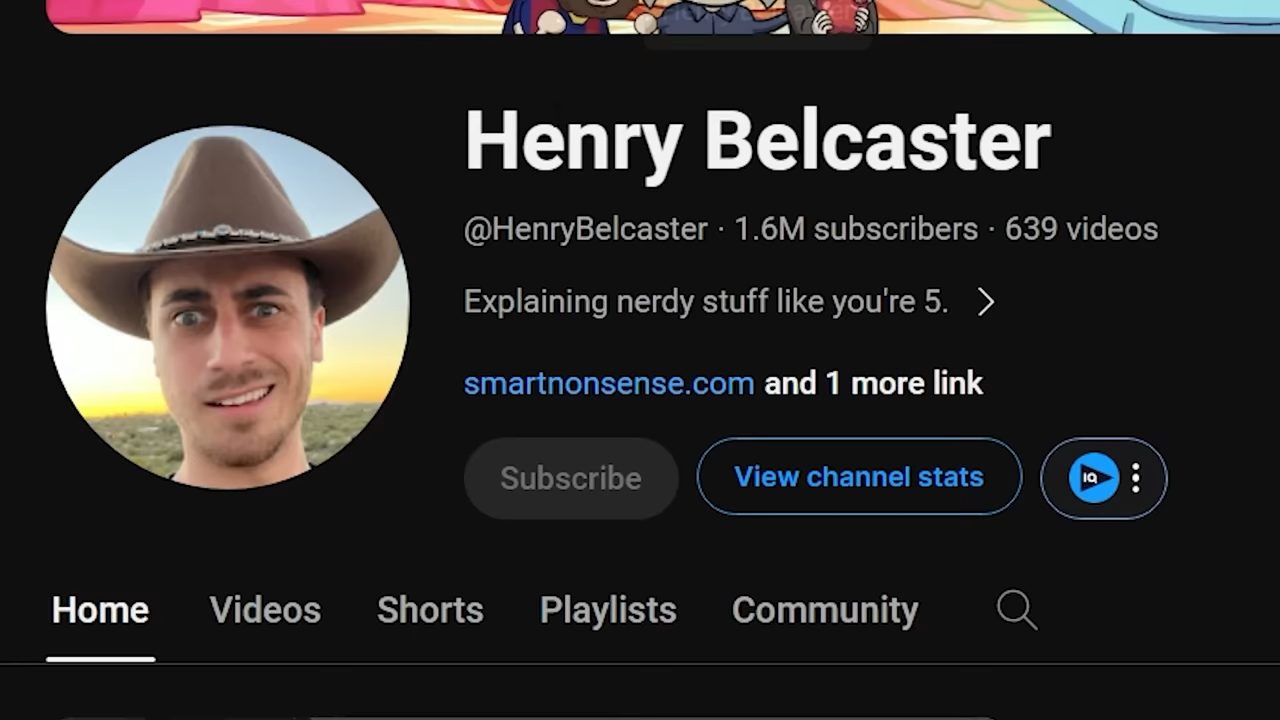 Henry Belcaster
@HenryBelcaster · 1.6M subscribers · 639 videos
Explaining nerdy stuff like you're 5.
smartnonsense.com and 1 more link
Subscribe
View channel stats
IQ
Home
Videos
Shorts
Playlists
Community